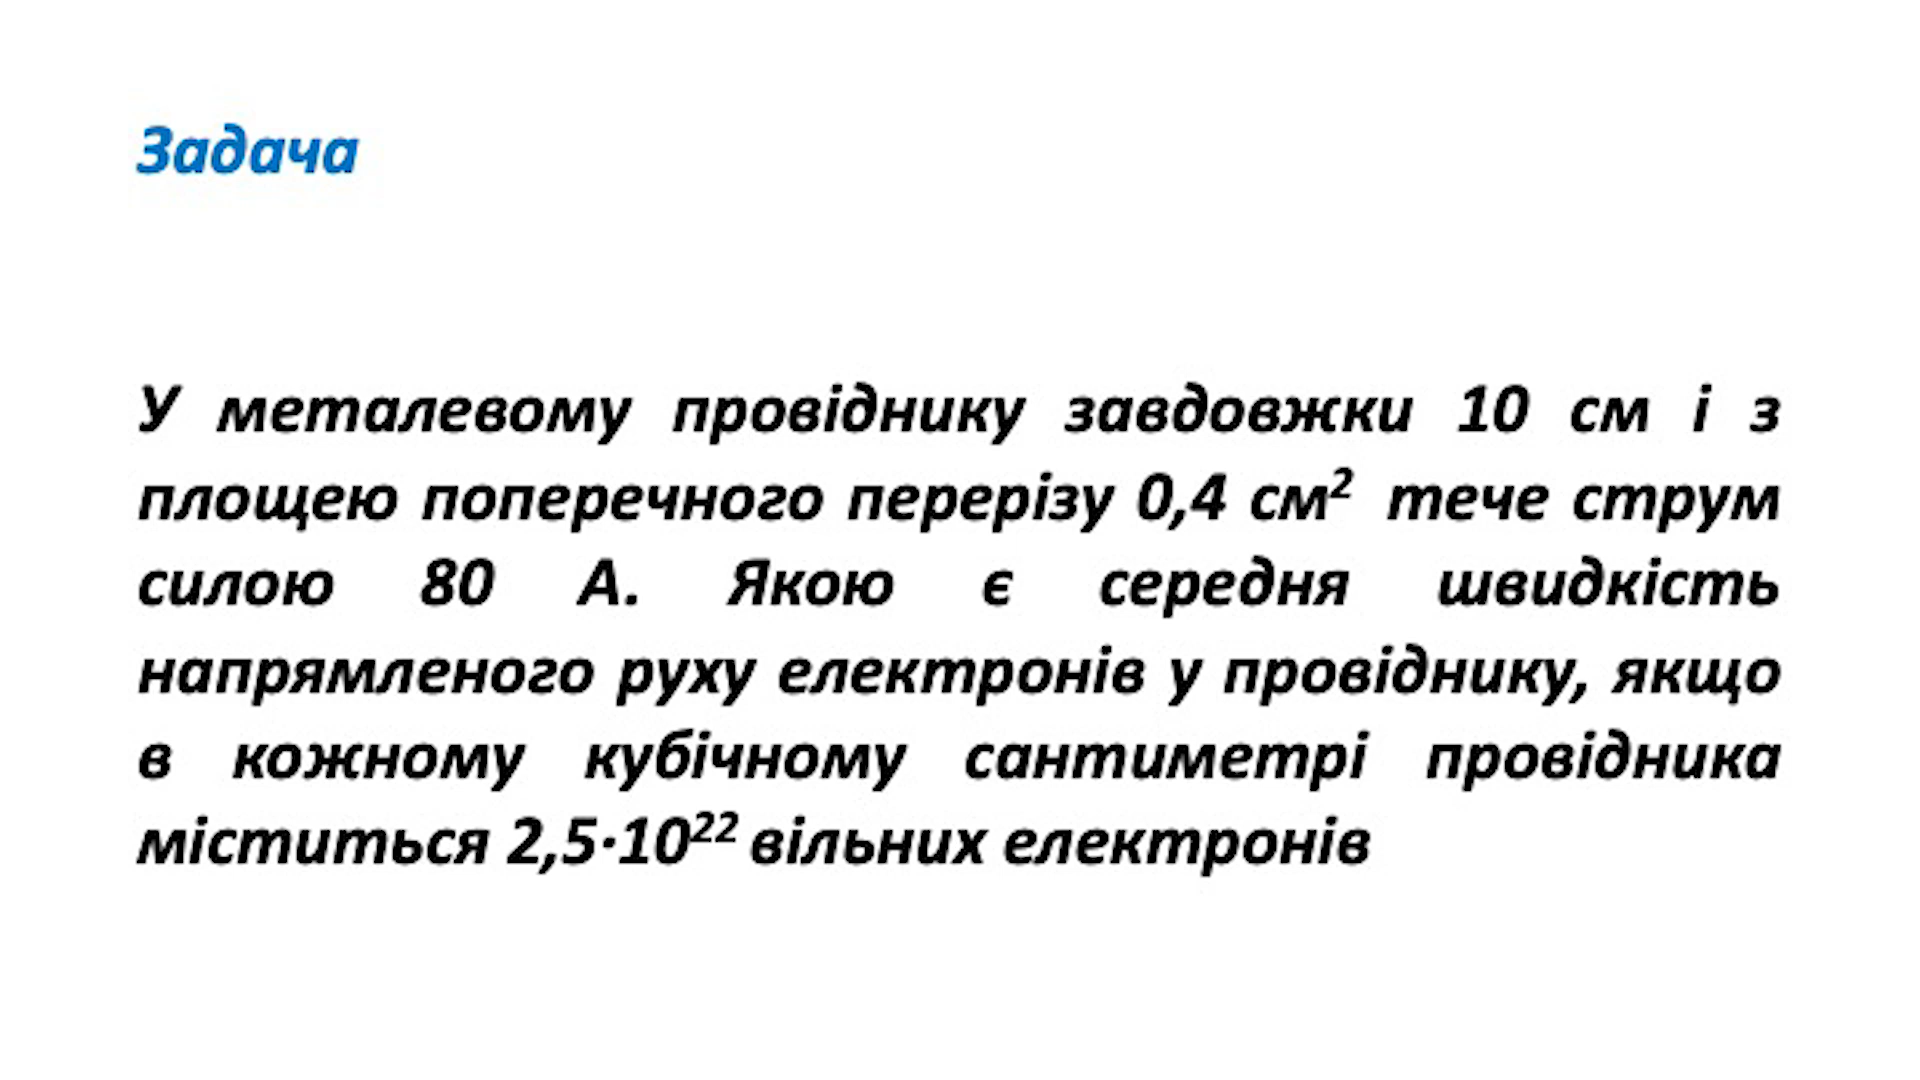 Задача
У металевому провіднику завдовжки 10 см і з
площею поперечного перерізу 0,4 см² тече струм
силою 80 А. Якою є середня швидкість
напрямленого руху електронів у провіднику, якщо
в кожному кубічному сантиметрі провідника
міститься 2,5·10²² вільних електронів